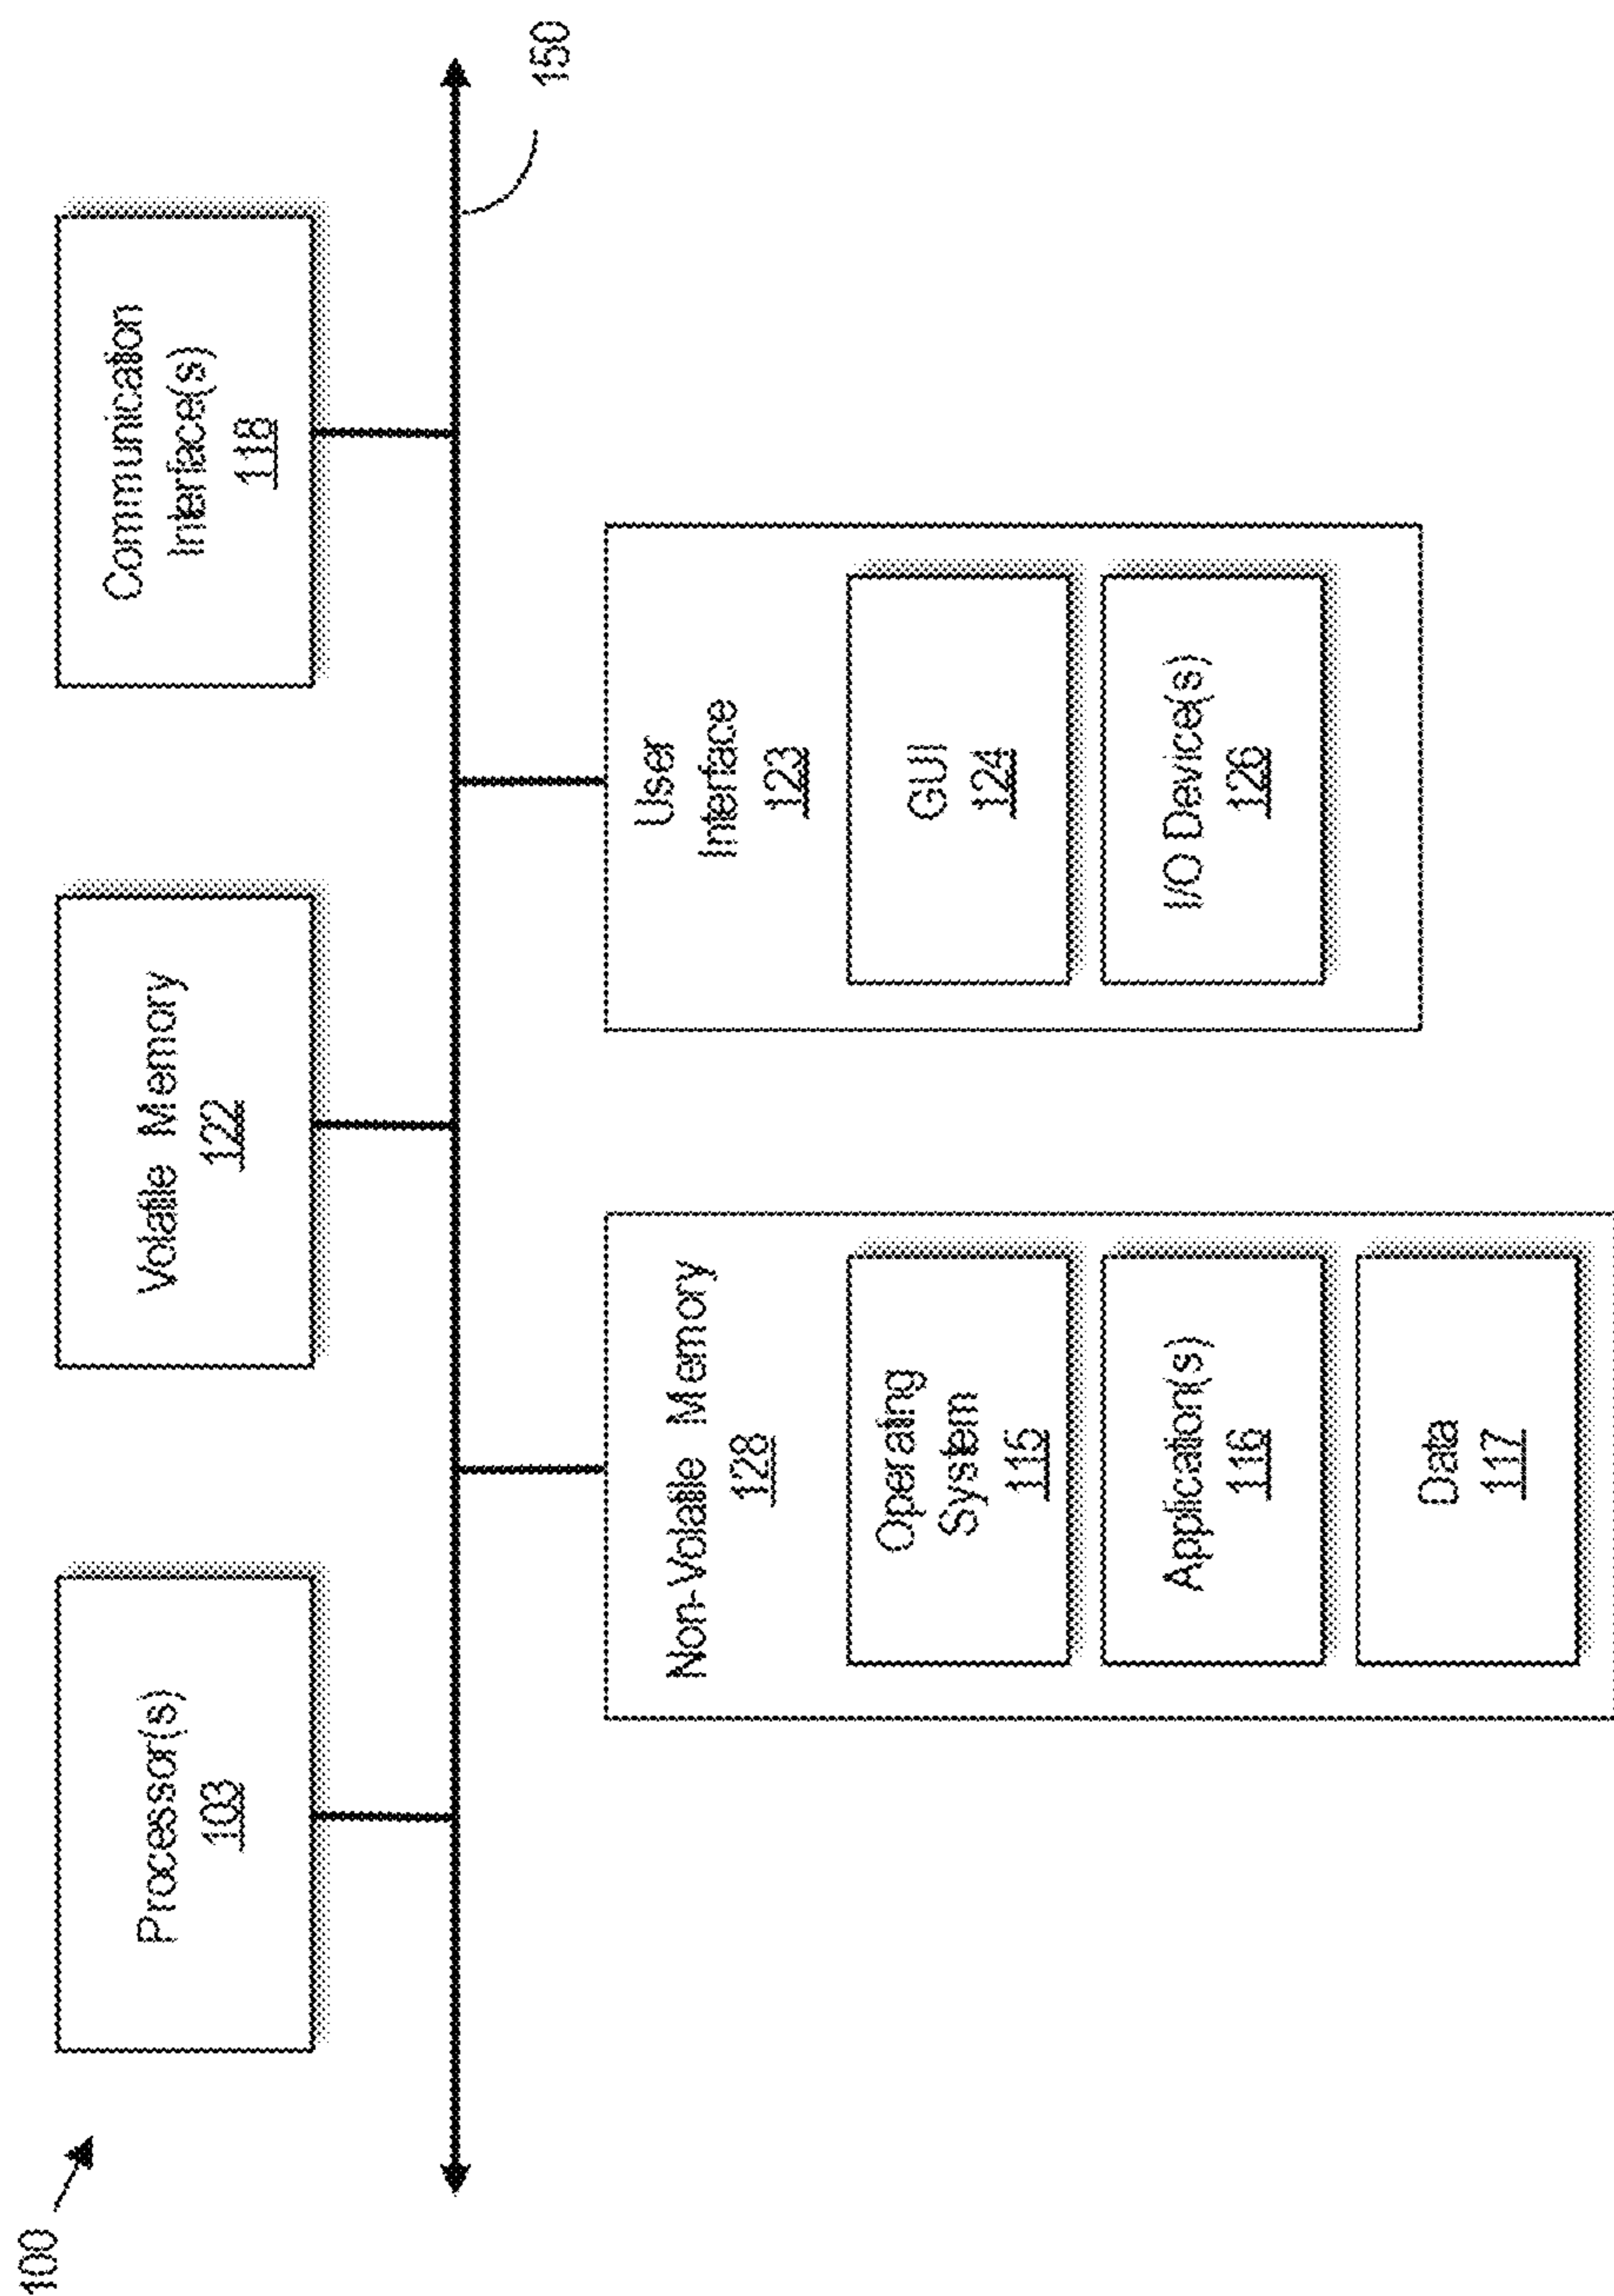 100
Processor(s)
103
Volatile Memory
122
Communication
Interface(s)
118
150
Non-Volatile Memory
128
Operating
System
115
Application(s)
116
Data
117
User
Interface
123
GUI
124
I/O Device(s)
126